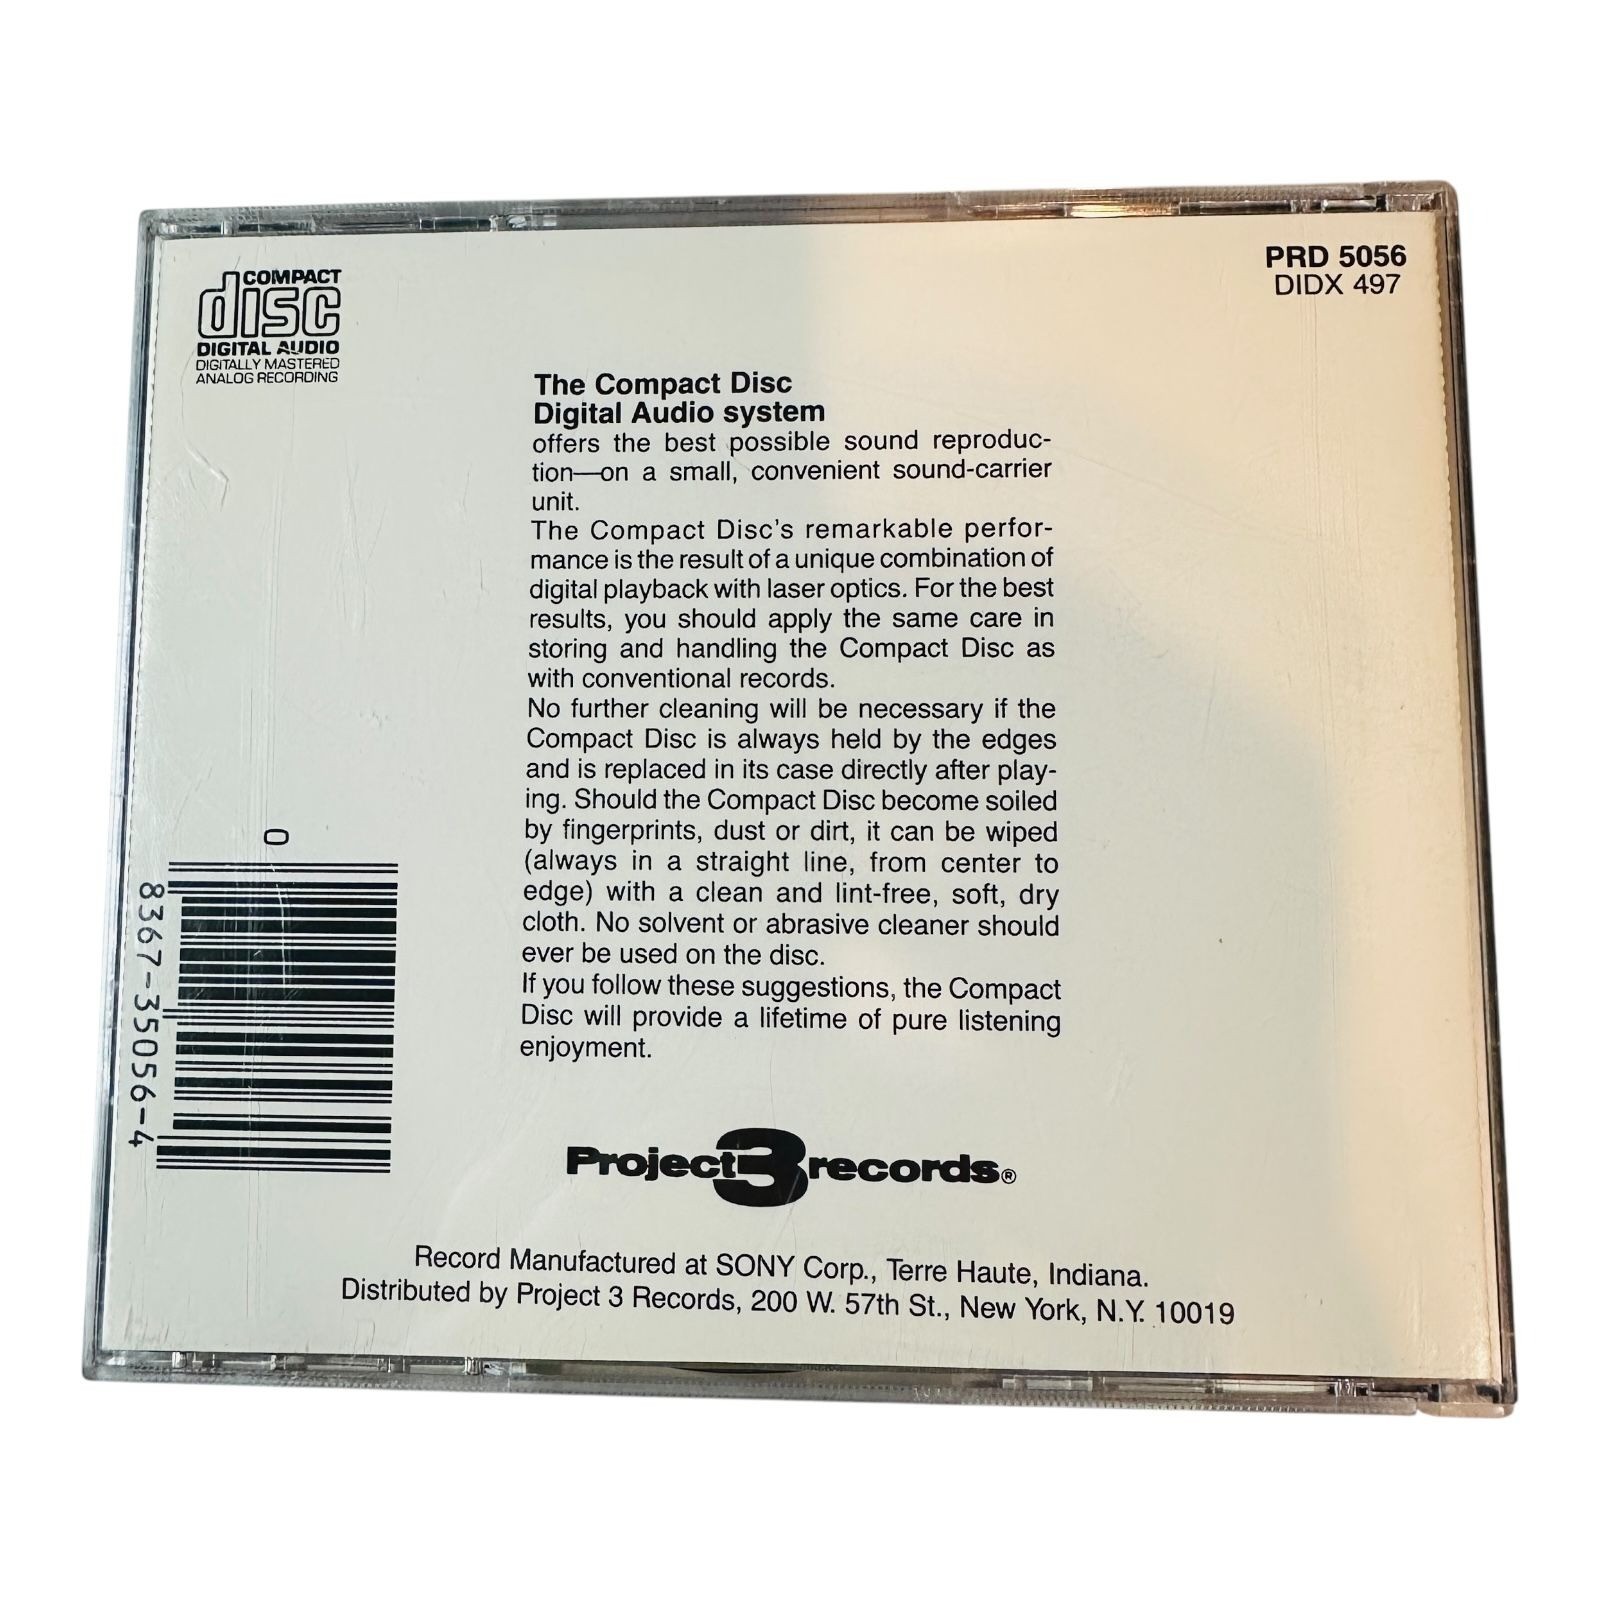 COMPACT
disc
DIGITAL AUDIO
DIGITALLY MASTERED
ANALOG RECORDING
PRD 5056
DIDX 497
The Compact Disc
Digital Audio system
offers the best possible sound reproduc-
tion—on a small, convenient sound-carrier
unit.
The Compact Disc's remarkable perfor-
mance is the result of a unique combination of
digital playback with laser optics. For the best
results, you should apply the same care in
storing and handling the Compact Disc as
with conventional records.
No further cleaning will be necessary if the
Compact Disc is always held by the edges
and is replaced in its case directly after play-
ing. Should the Compact Disc become soiled
by fingerprints, dust or dirt, it can be wiped
(always in a straight line, from center to
edge) with a clean and lint-free, soft, dry
cloth. No solvent or abrasive cleaner should
ever be used on the disc.
If you follow these suggestions, the Compact
Disc will provide a lifetime of pure listening
enjoyment.
0
8367-35056-4
Project 3 records®
Record Manufactured at SONY Corp., Terre Haute, Indiana.
Distributed by Project 3 Records, 200 W. 57th St., New York, N.Y. 10019